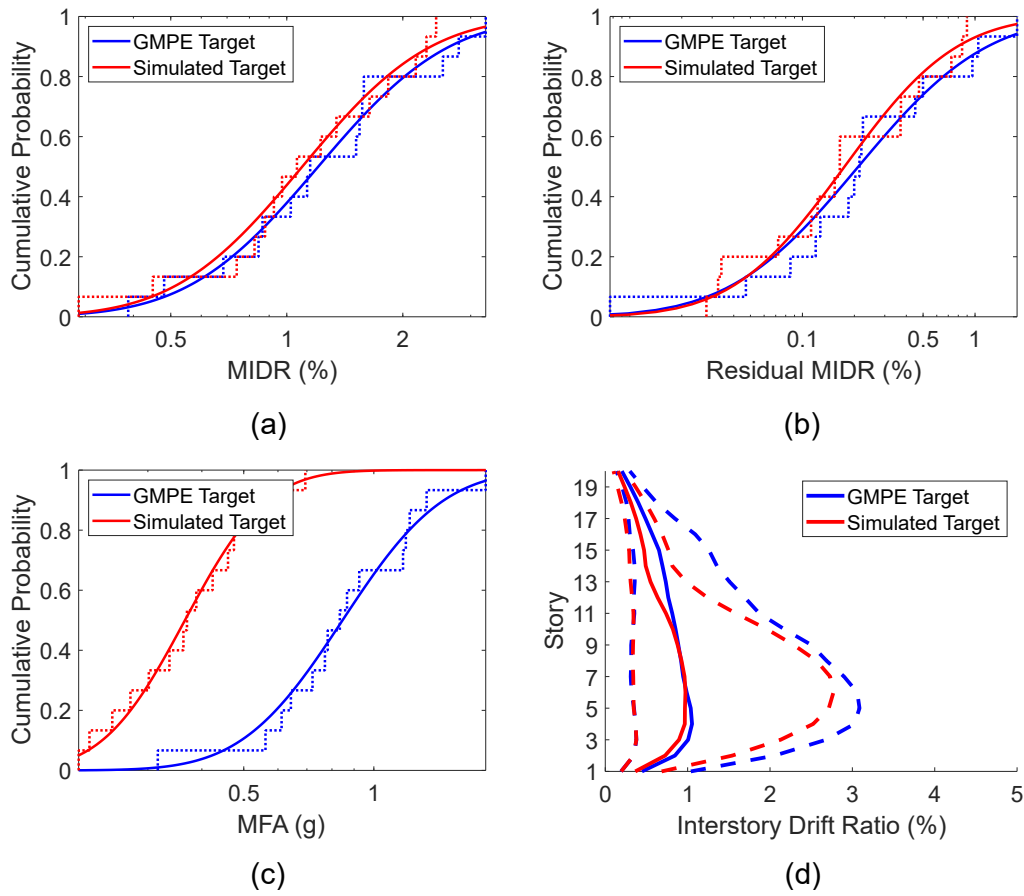 1
0.8
0.6
0.4
0.2
0
Cumulative Probability
GMPE Target
Simulated Target
0.5
1
2
MIDR (%)
(a)
1
0.8
0.6
0.4
0.2
0
Cumulative Probability
GMPE Target
Simulated Target
0.1
0.5
1
Residual MIDR (%)
(b)
1
0.8
0.6
0.4
0.2
0
Cumulative Probability
GMPE Target
Simulated Target
0.5
1
MFA (g)
(c)
19
17
15
13
11
9
7
5
3
1
Story
GMPE Target
Simulated Target
0
1
2
3
4
5
Interstory Drift Ratio (%)
(d)